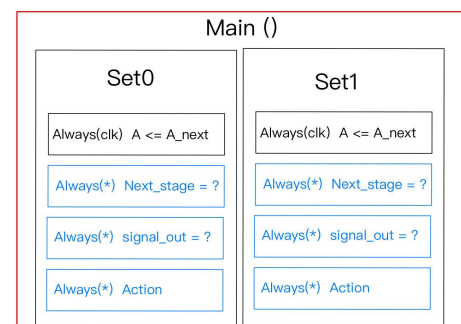 Main ()
Set0
Always(clk) A <= A_next
Always(*) Next_stage = ?
Always(*) signal_out = ?
Always(*) Action
Set1
Always(clk) A <= A_next
Always(*) Next_stage = ?
Always(*) signal_out = ?
Always(*) Action